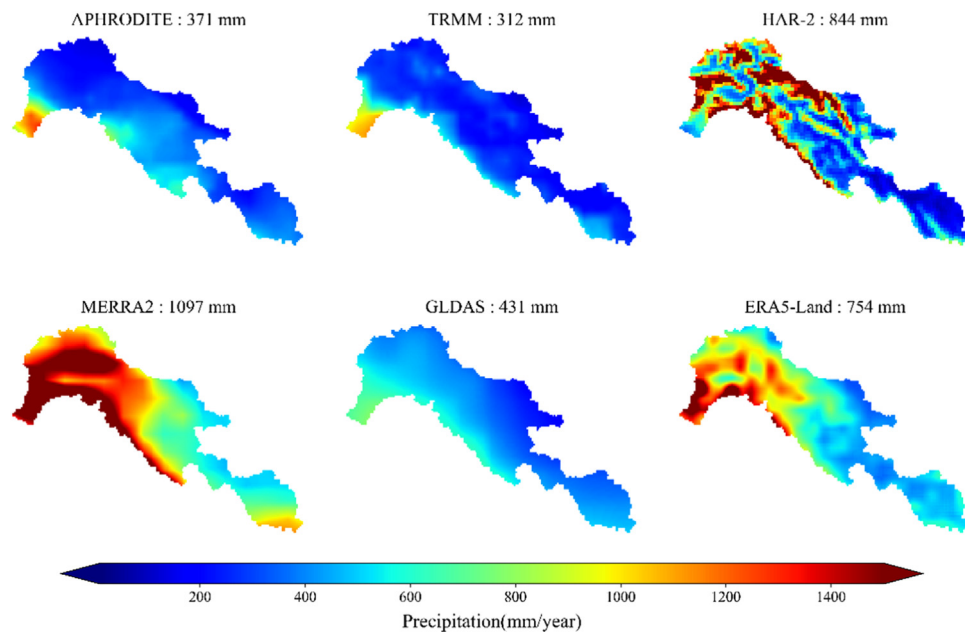 APHRODITE : 371 mm
TRMM : 312 mm
HAR-2 : 844 mm
MERRA2 : 1097 mm
GLDAS : 431 mm
ERA5-Land : 754 mm
200 400 600 800 1000 1200 1400
Precipitation(mm/year)